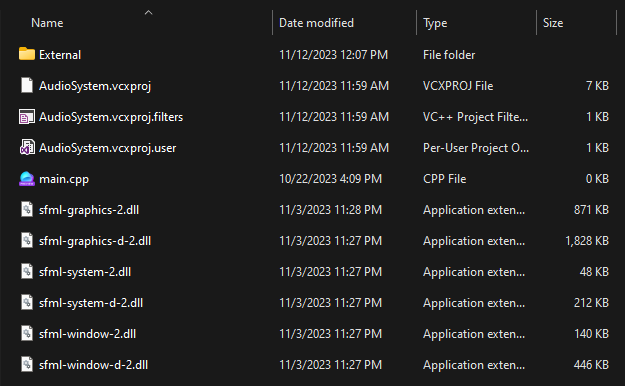 Name Date modified Type Size
External 11/12/2023 12:07 PM File folder
AudioSystem.vcxproj 11/12/2023 11:59 AM VCXPROJ File 7 KB
AudioSystem.vcxproj.filters 11/12/2023 11:59 AM VC++ Project Filte... 1 KB
AudioSystem.vcxproj.user 11/12/2023 11:59 AM Per-User Project O... 1 KB
main.cpp 10/22/2023 4:09 PM CPP File 0 KB
sfml-graphics-2.dll 11/3/2023 11:28 PM Application exten... 871 KB
sfml-graphics-d-2.dll 11/3/2023 11:27 PM Application exten... 1,828 KB
sfml-system-2.dll 11/3/2023 11:27 PM Application exten... 48 KB
sfml-system-d-2.dll 11/3/2023 11:27 PM Application exten... 212 KB
sfml-window-2.dll 11/3/2023 11:27 PM Application exten... 140 KB
sfml-window-d-2.dll 11/3/2023 11:27 PM Application exten... 446 KB